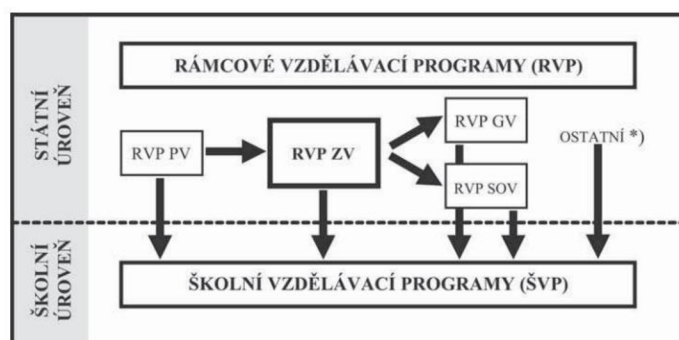 STÁTNÍ
ÚROVEŇ
RÁMCOVÉ VZDĚLÁVACÍ PROGRAMY (RVP)
RVP PV
RVP ZV
RVP GV
RVP SOV
OSTATNÍ *)
ŠKOLNÍ
ÚROVEŇ
ŠKOLNÍ VZDĚLÁVACÍ PROGRAMY (ŠVP)